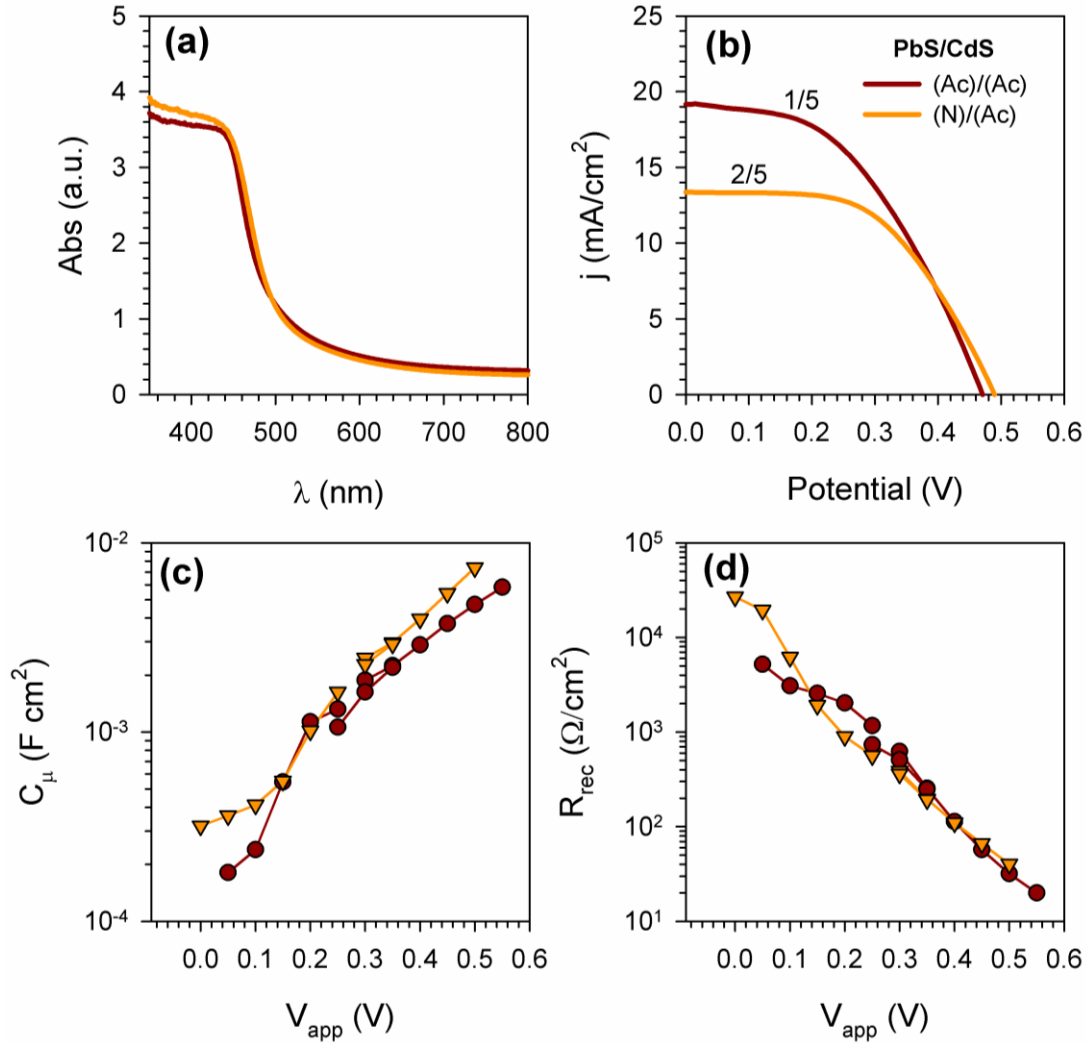 (a)
5
4
3
2
1
0
Abs (a.u.)
400 500 600 700 800
λ (nm)
(b)
PbS/CdS
(Ac)/(Ac)
(N)/(Ac)
1/5
2/5
25
20
15
10
5
0
j (mA/cm²)
0.0 0.1 0.2 0.3 0.4 0.5 0.6
Potential (V)
(c)
10⁻²
10⁻³
10⁻⁴
Cμ (F cm²)
0.0 0.1 0.2 0.3 0.4 0.5 0.6
Vapp (V)
(d)
10⁵
10⁴
10³
10²
10¹
Rrec (Ω/cm²)
0.0 0.1 0.2 0.3 0.4 0.5 0.6
Vapp (V)